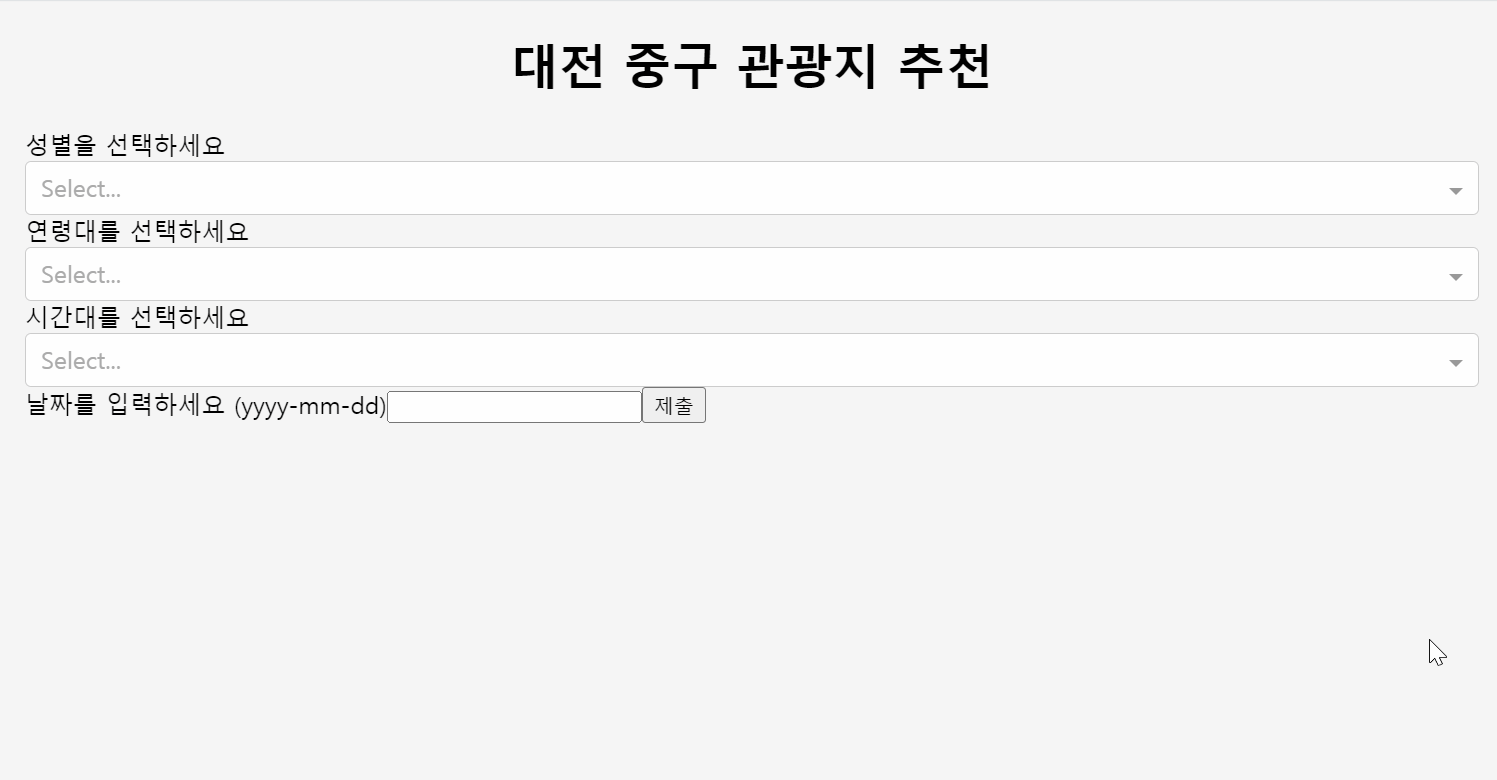 대전 중구 관광지 추천
성별을 선택하세요
Select...
연령대를 선택하세요
Select...
시간대를 선택하세요
Select...
날짜를 입력하세요 (yyyy-mm-dd) 제출